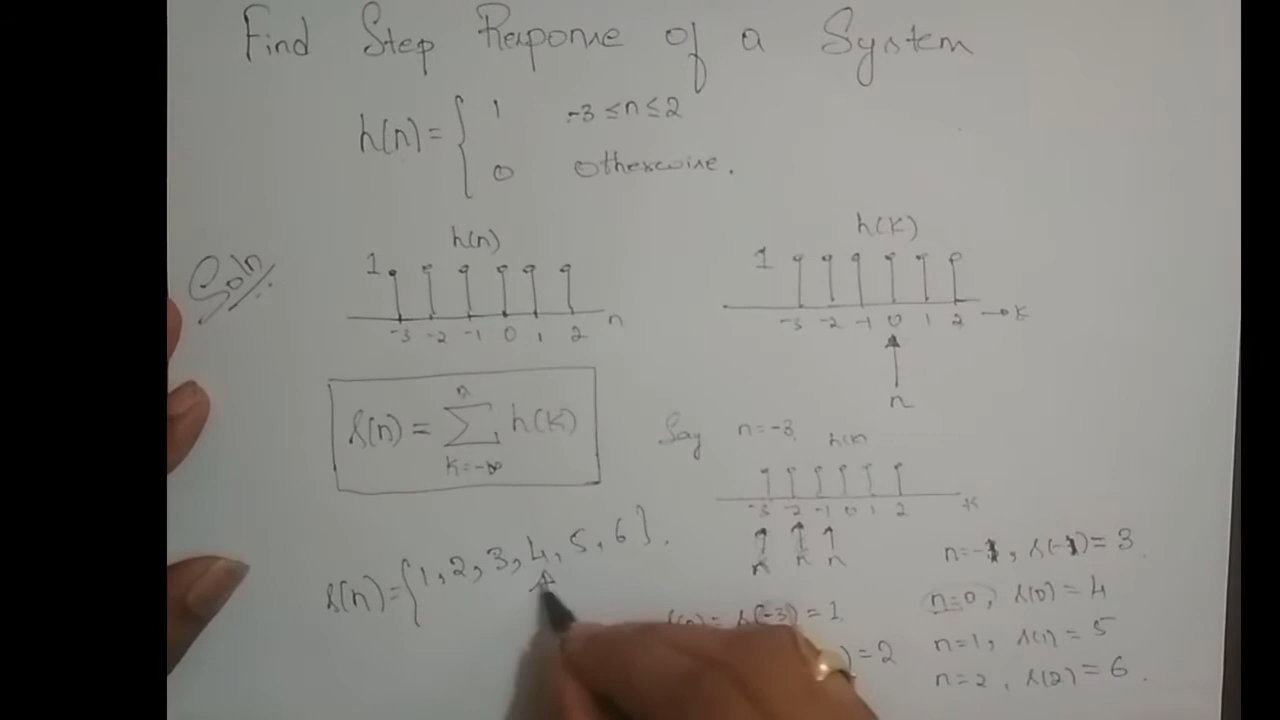 Find Step Response of a System
h(n) = { 1 -3 ≤ n ≤ 2
0 otherwise.
Soln
h(n)
1
-3 -2 -1 0 1 2 n
h(k)
1
-3 -2 -1 0 1 2 → k
n
s(n) = Σ h(k)
n
k=-∞
Say n=-3, h(k)
-3 -2 -1 0 1 2 k
n n n
s(n) = {1, 2, 3, 4, 5, 6}.
s(-3) = 1
) = 2
n=-1, s(-1) = 3
n=0, s(0) = 4
n=1, s(1) = 5
n=2, s(2) = 6